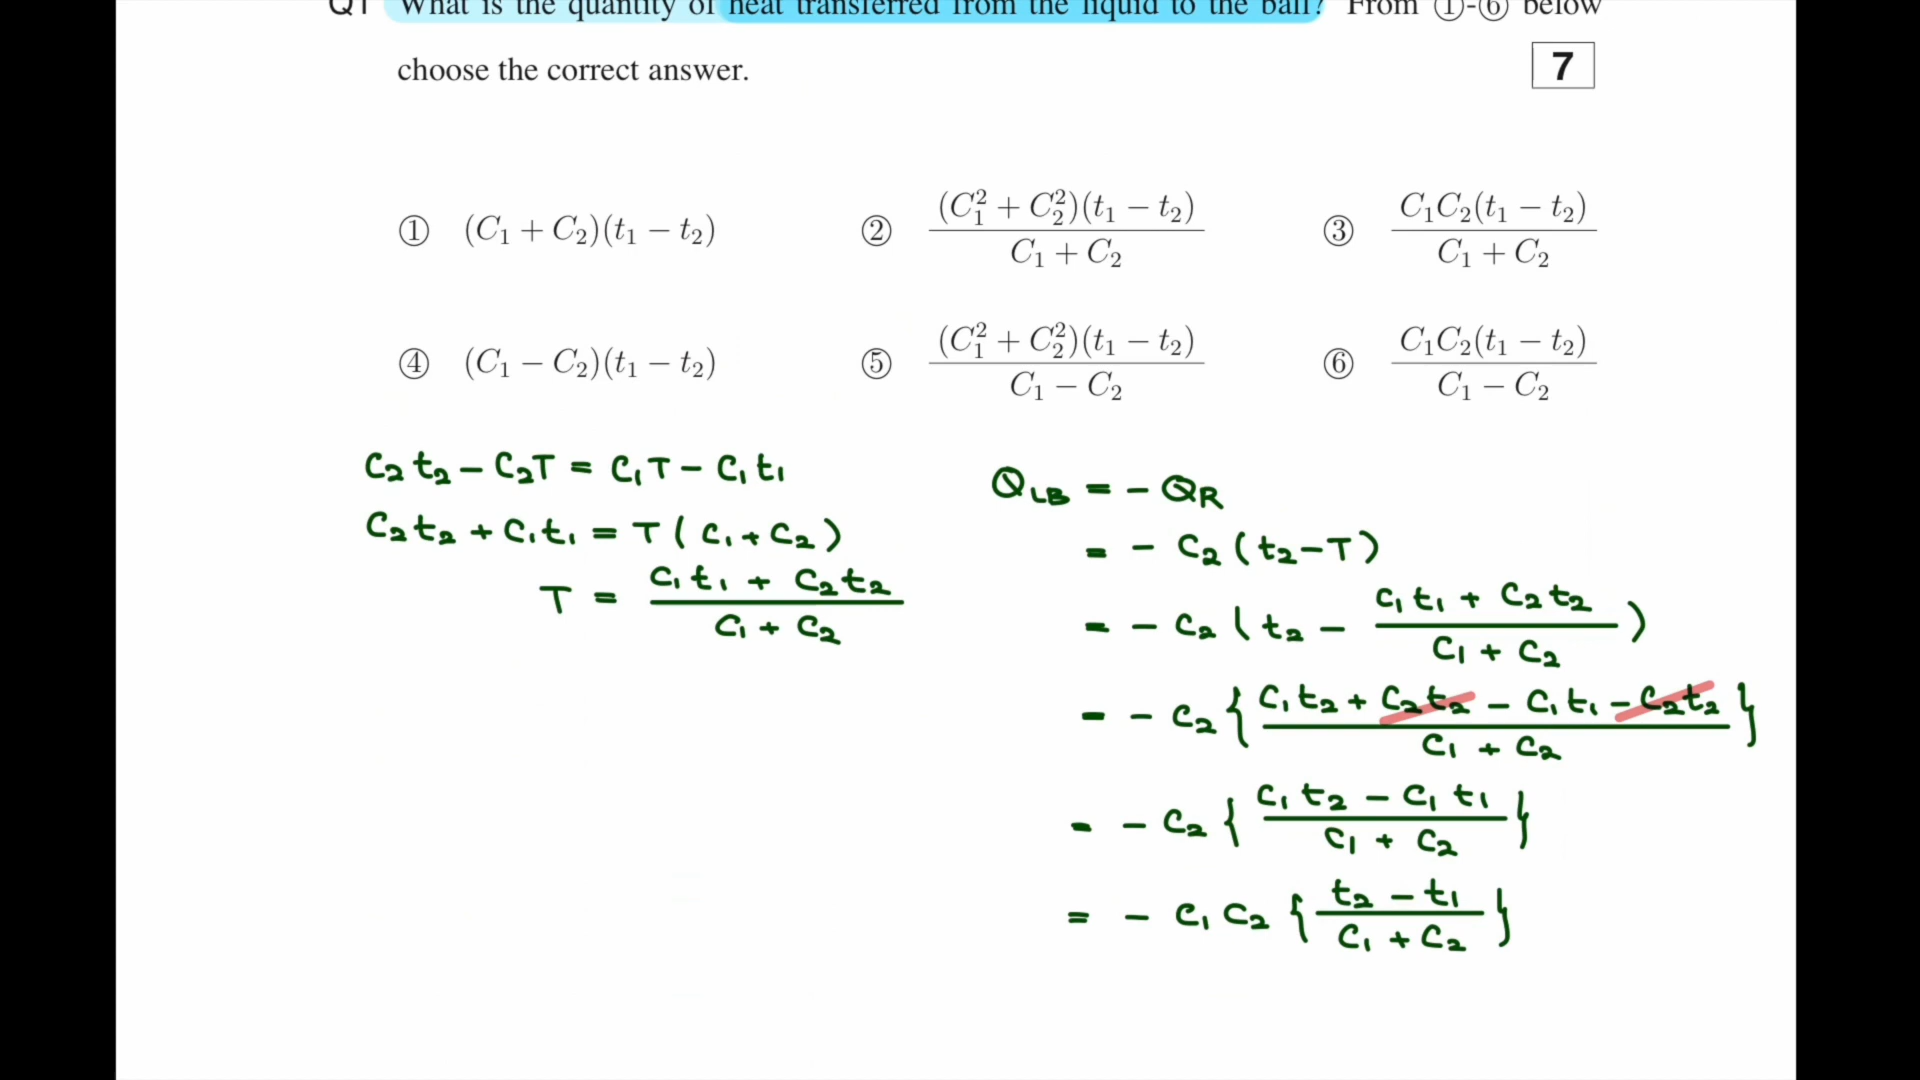 Q1 What is the quantity of heat transferred from the liquid to the ball? From ①-⑥ below
choose the correct answer. 7
① (C₁ + C₂)(t₁ − t₂) ② (C₁² + C₂²)(t₁ − t₂) / C₁ + C₂ ③ C₁C₂(t₁ − t₂) / C₁ + C₂
④ (C₁ − C₂)(t₁ − t₂) ⑤ (C₁² + C₂²)(t₁ − t₂) / C₁ − C₂ ⑥ C₁C₂(t₁ − t₂) / C₁ − C₂
C₂t₂ − C₂T = C₁T − C₁t₁
C₂t₂ + C₁t₁ = T(C₁ + C₂)
T = C₁t₁ + C₂t₂ / C₁ + C₂
Q_LB = − Q_R
= − C₂(t₂ − T)
= − C₂(t₂ − C₁t₁ + C₂t₂ / C₁ + C₂)
= − C₂{C₁t₂ + C₂t₂ − C₁t₁ − C₂t₂ / C₁ + C₂}
= − C₂{C₁t₂ − C₁t₁ / C₁ + C₂}
= − C₁C₂{t₂ − t₁ / C₁ + C₂}